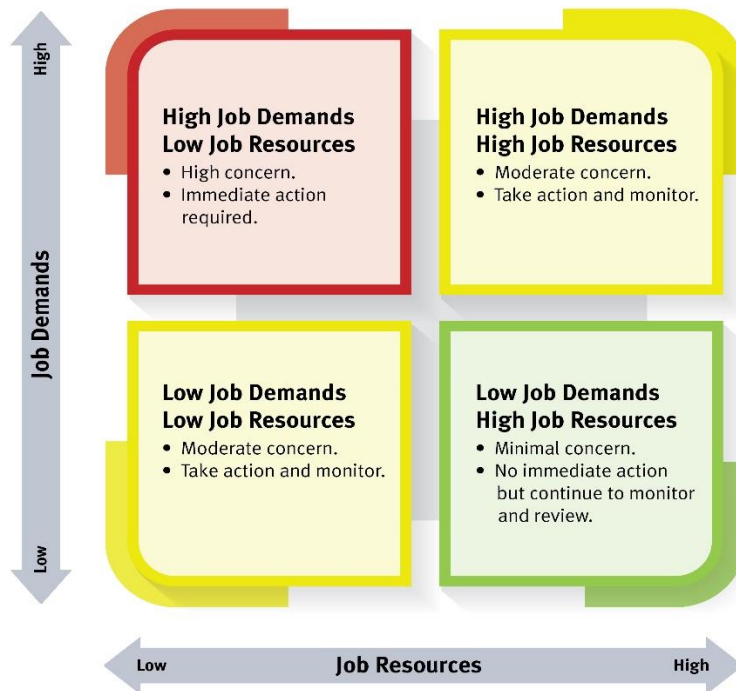 High
High Job Demands
Low Job Resources
• High concern.
• Immediate action
required.
High Job Demands
High Job Resources
• Moderate concern.
• Take action and monitor.
Job Demands
Low Job Demands
Low Job Resources
• Moderate concern.
• Take action and monitor.
Low Job Demands
High Job Resources
• Minimal concern.
• No immediate action
but continue to monitor
and review.
Low
Low Job Resources High